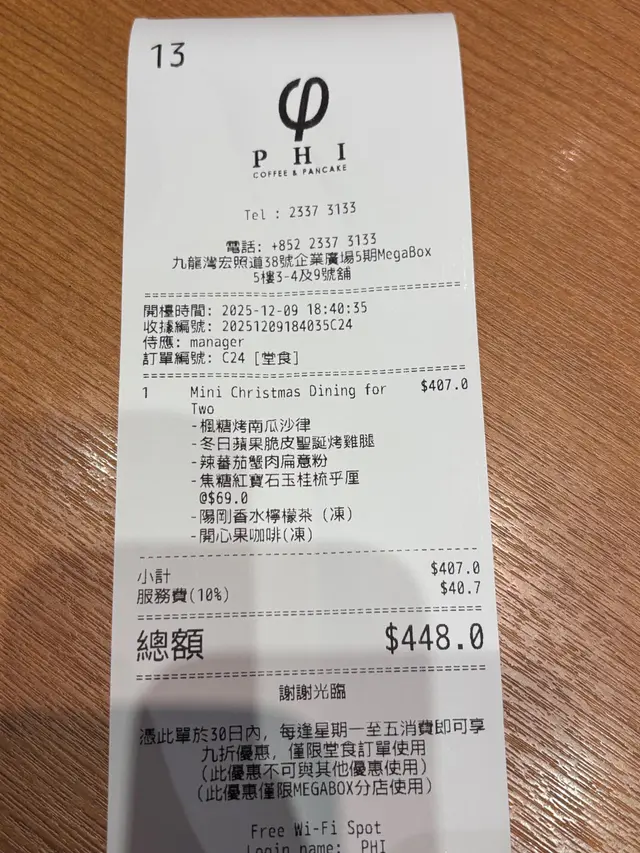 13
φ
PHI
COFFEE & PANCAKE
Tel : 2337 3133
電話: +852 2337 3133
九龍灣宏照道38號企業廣場5期MegaBox
5樓3-4及9號舖
開檯時間: 2025-12-09 18:40:35
收據編號: 20251209184035C24
侍應: manager
訂單編號: C24 [堂食]
1 Mini Christmas Dining for $407.0
Two
-楓糖烤南瓜沙律
-冬日蘋果脆皮聖誕烤雞腿
-辣蕃茄蟹肉扁意粉
-焦糖紅寶石玉桂梳乎厘
@$69.0
-陽剛香水檸檬茶 (凍)
-開心果咖啡(凍)
小計 $407.0
服務費(10%) $40.7
總額 $448.0
謝謝光臨
憑此單於30日內, 每逢星期一至五消費即可享
九折優惠, 僅限堂食訂單使用
(此優惠不可與其他優惠使用)
(此優惠僅限MEGABOX分店使用)
Free Wi-Fi Spot
Login name: PHI